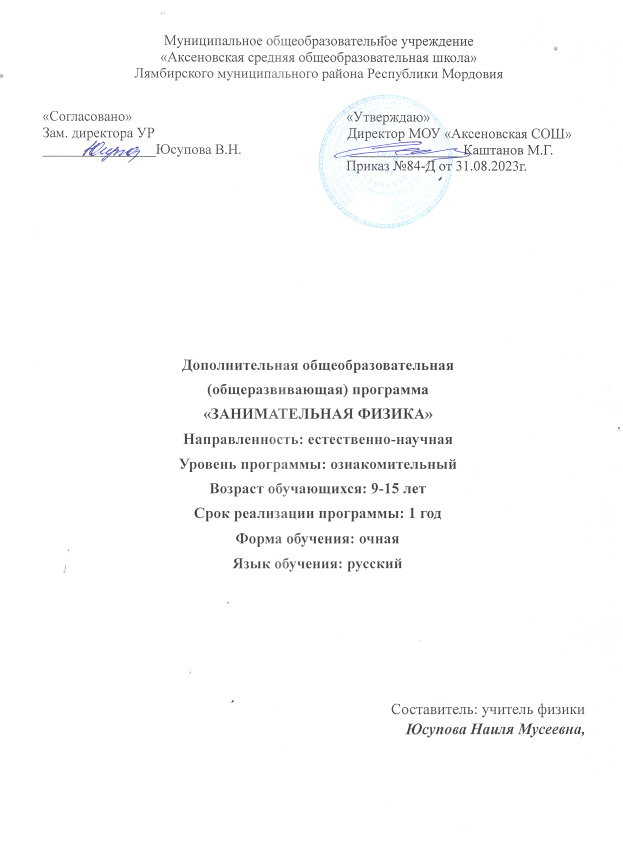 Муниципальное общеобразовательное учреждение
«Аксеновская средняя общеобразовательная школа»
Лямбирского муниципального района Республики Мордовия
«Согласовано»
Зам. директора УР
Юсупова В.Н.
«Утверждаю»
Директор МОУ «Аксеновская СОШ»
Каштанов М.Г.
Приказ №84-Д от 31.08.2023г.
Дополнительная общеобразовательная
(общеразвивающая) программа
«ЗАНИМАТЕЛЬНАЯ ФИЗИКА»
Направленность: естественно-научная
Уровень программы: ознакомительный
Возраст обучающихся: 9-15 лет
Срок реализации программы: 1 год
Форма обучения: очная
Язык обучения: русский
Составитель: учитель физики
Юсупова Наиля Мусеевна,